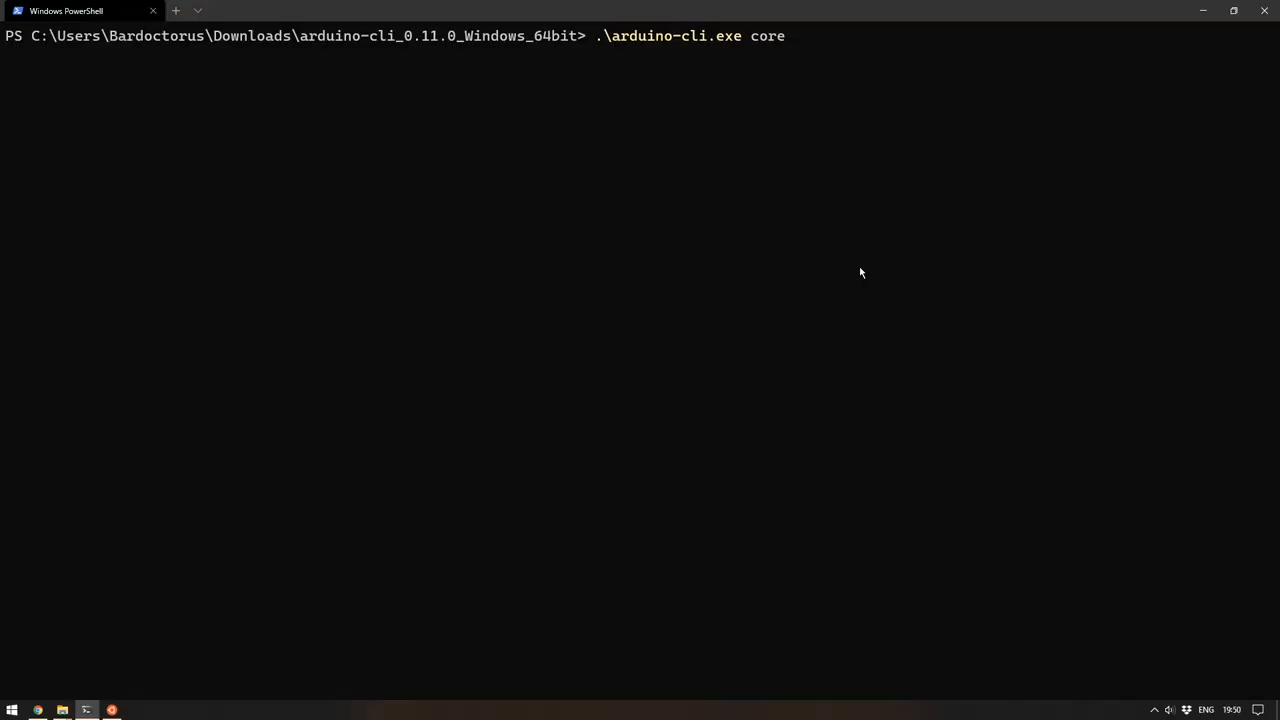 Windows PowerShell
PS C:\Users\Bardoctorus\Downloads\arduino-cli_0.11.0_Windows_64bit> .\arduino-cli.exe core
ENG 19:50